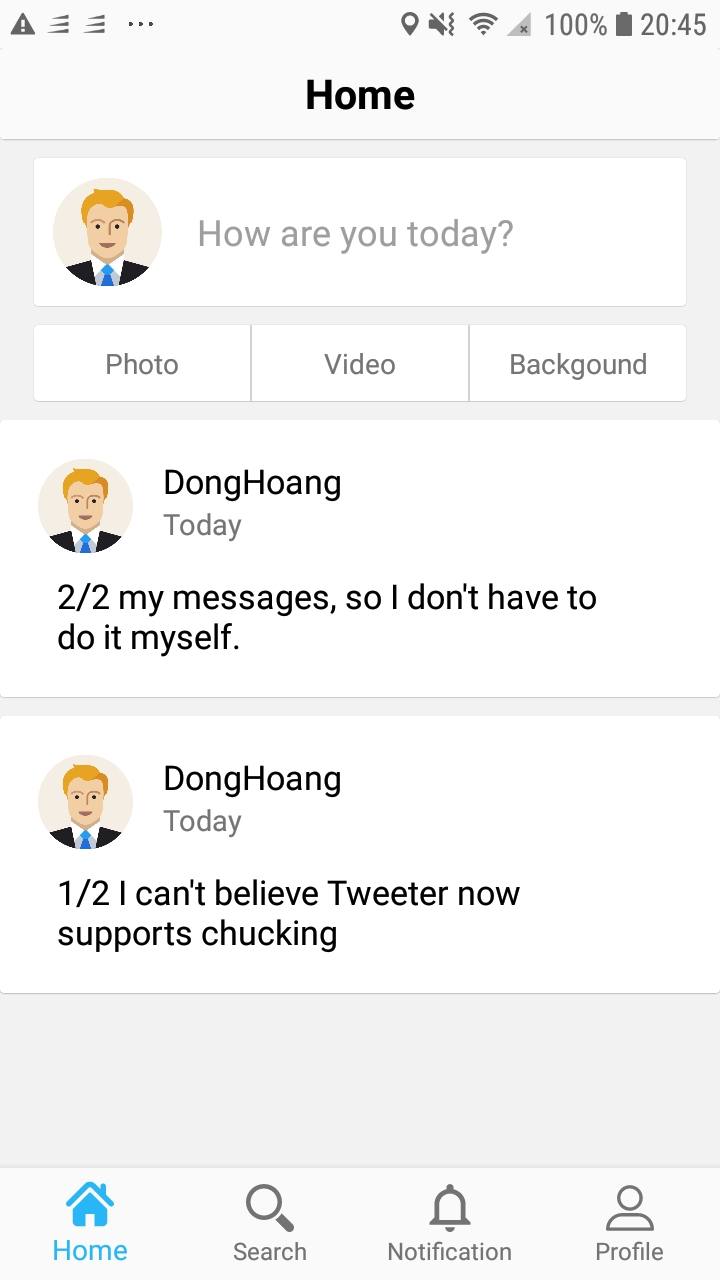 100% 20:45
Home
How are you today?
Photo Video Backgound
DongHoang
Today
2/2 my messages, so I don't have to
do it myself.
DongHoang
Today
1/2 I can't believe Tweeter now
supports chucking
Home Search Notification Profile